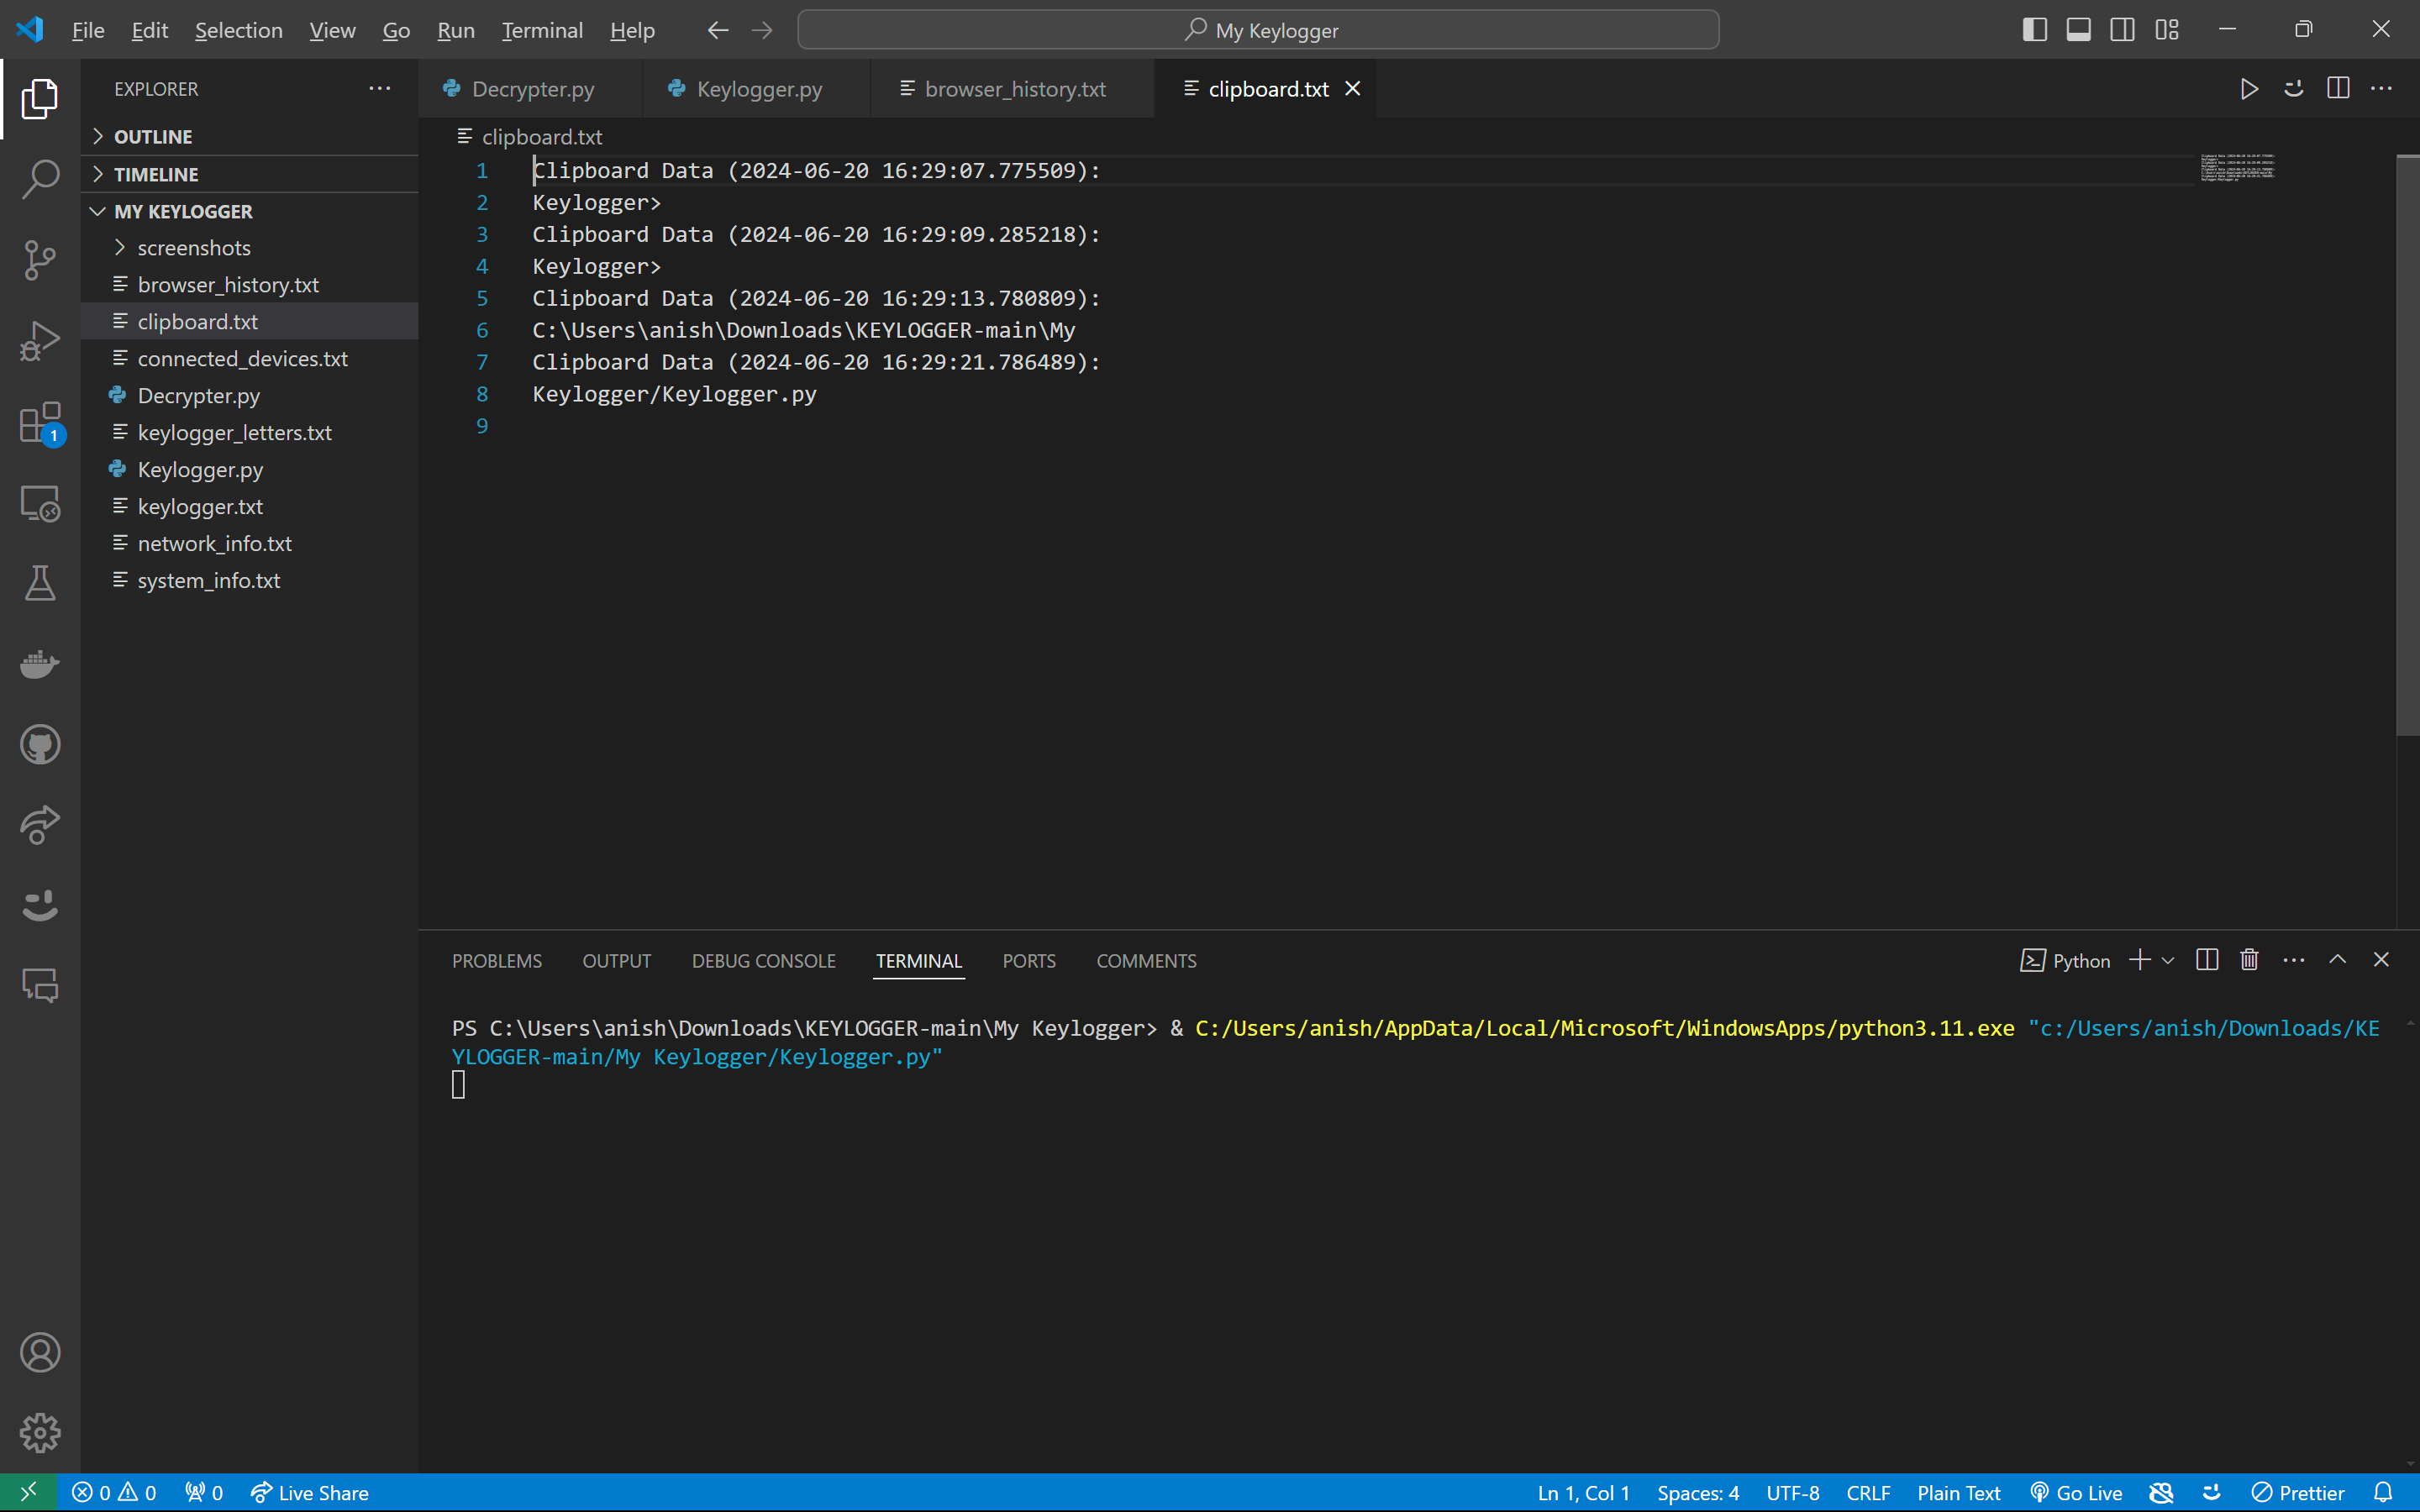 File Edit Selection View Go Run Terminal Help My Keylogger
EXPLORER
OUTLINE
TIMELINE
MY KEYLOGGER
screenshots
browser_history.txt
clipboard.txt
connected_devices.txt
Decrypter.py
keylogger_letters.txt
Keylogger.py
keylogger.txt
network_info.txt
system_info.txt
1
Decrypter.py Keylogger.py browser_history.txt clipboard.txt
clipboard.txt
1 Clipboard Data (2024-06-20 16:29:07.775509):
2 Keylogger>
3 Clipboard Data (2024-06-20 16:29:09.285218):
4 Keylogger>
5 Clipboard Data (2024-06-20 16:29:13.780809):
6 C:\Users\anish\Downloads\KEYLOGGER-main\My
7 Clipboard Data (2024-06-20 16:29:21.786489):
8 Keylogger/Keylogger.py
9
PROBLEMS OUTPUT DEBUG CONSOLE TERMINAL PORTS COMMENTS Python
PS C:\Users\anish\Downloads\KEYLOGGER-main\My Keylogger> & C:/Users/anish/AppData/Local/Microsoft/WindowsApps/python3.11.exe "c:/Users/anish/Downloads/KE
YLOGGER-main/My Keylogger/Keylogger.py"
0 0 0 Live Share Ln 1, Col 1 Spaces: 4 UTF-8 CRLF Plain Text Go Live Prettier